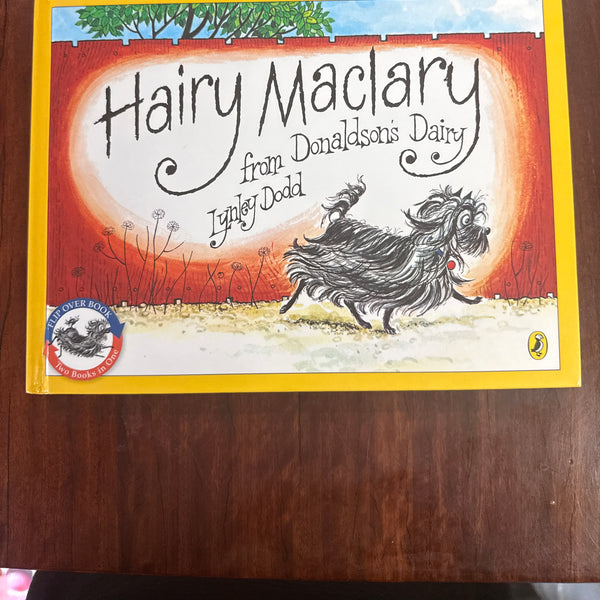 Hairy Maclary
from Donaldson's Dairy
Lynley Dodd
FLIP OVER BOOK
Two Books in One